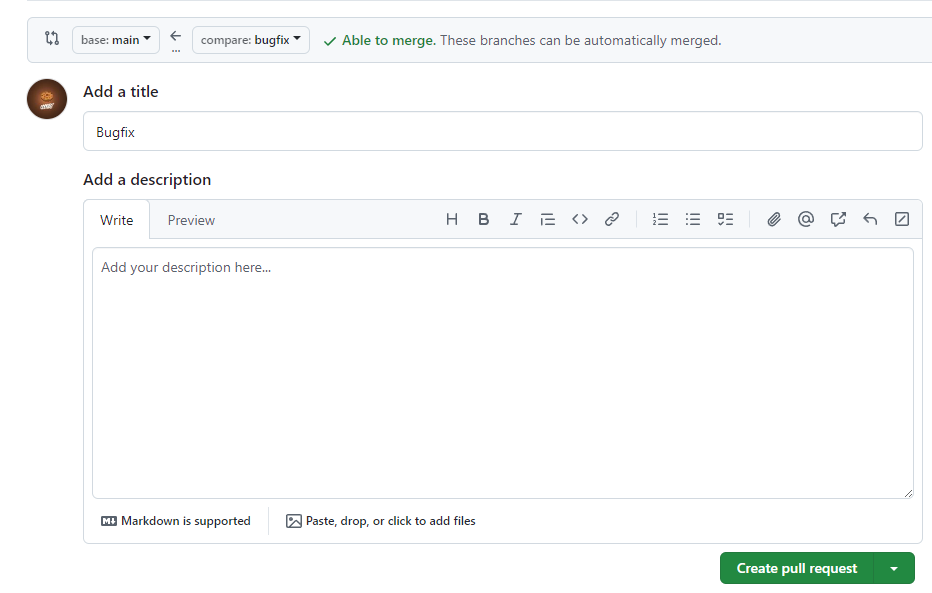 base: main ← compare: bugfix Able to merge. These branches can be automatically merged.
...
Add a title
Bugfix
Add a description
Write Preview
Add your description here...
Markdown is supported Paste, drop, or click to add files
Create pull request